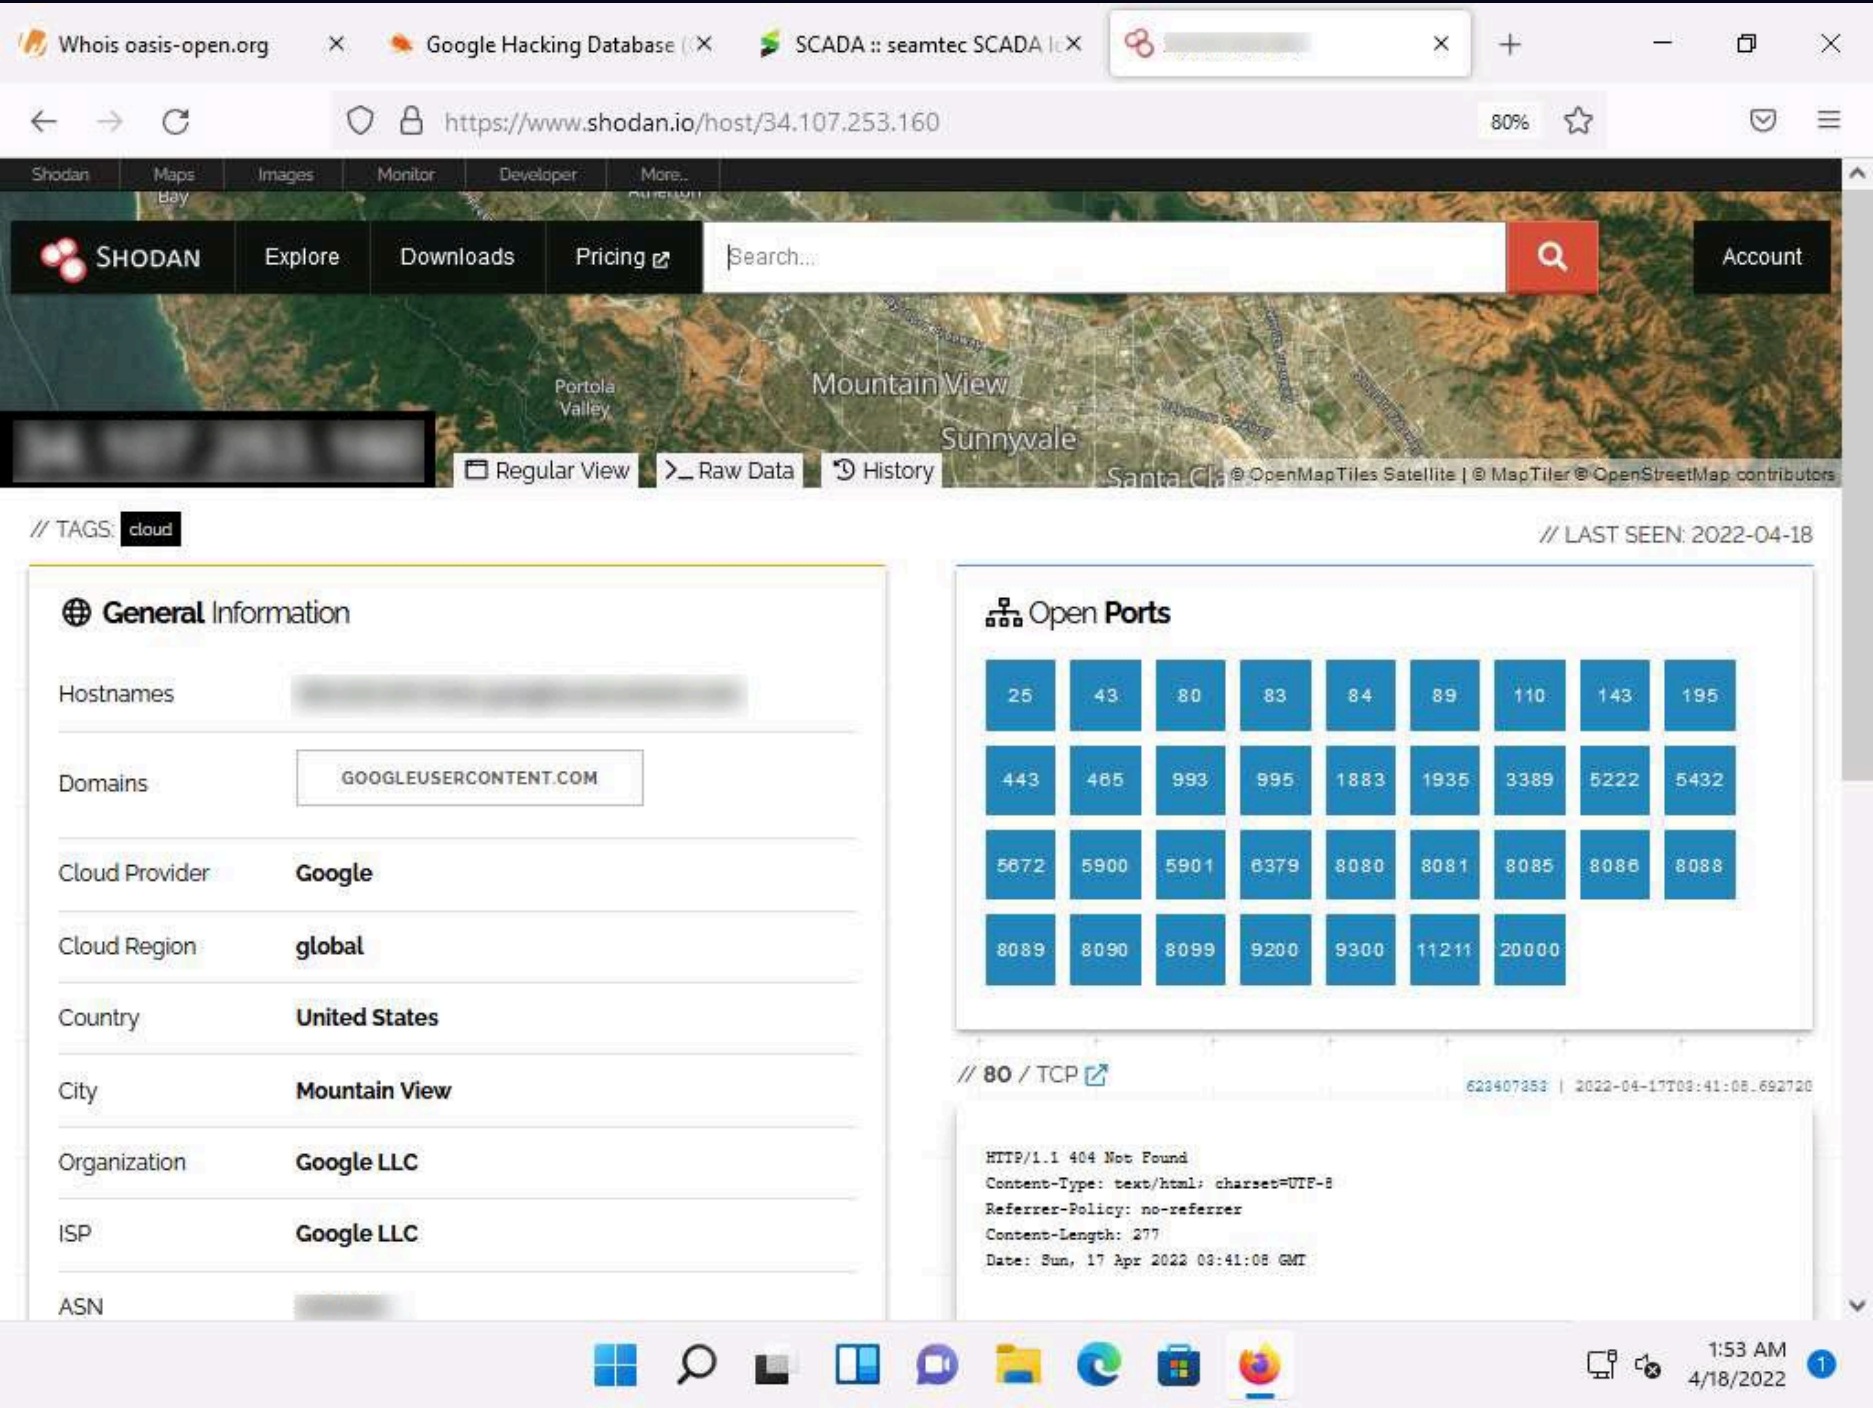 Whois oasis-open.org
Google Hacking Database (
SCADA :: seamtec SCADA l
https://www.shodan.io/host/34.107.253.160
80%
Shodan Maps Images Monitor Developer More...
Bay
Atherton
SHODAN Explore Downloads Pricing Search... Account
Portola
Valley
Mountain View
Sunnyvale
Santa Cla
Regular View >_ Raw Data History
© OpenMapTiles Satellite | © MapTiler © OpenStreetMap contributors
// TAGS: cloud
// LAST SEEN: 2022-04-18
General Information
Hostnames
Domains GOOGLEUSERCONTENT.COM
Cloud Provider Google
Cloud Region global
Country United States
City Mountain View
Organization Google LLC
ISP Google LLC
ASN
Open Ports
25 43 80 83 84 89 110 143 195
443 465 993 995 1883 1935 3389 5222 5432
5672 5900 5901 6379 8080 8081 8085 8086 8088
8089 8090 8099 9200 9300 11211 20000
// 80 / TCP
623407353 | 2022-04-17T03:41:08.692720
HTTP/1.1 404 Not Found
Content-Type: text/html; charset=UTF-8
Referrer-Policy: no-referrer
Content-Length: 277
Date: Sun, 17 Apr 2022 03:41:08 GMT
1:53 AM
4/18/2022
1